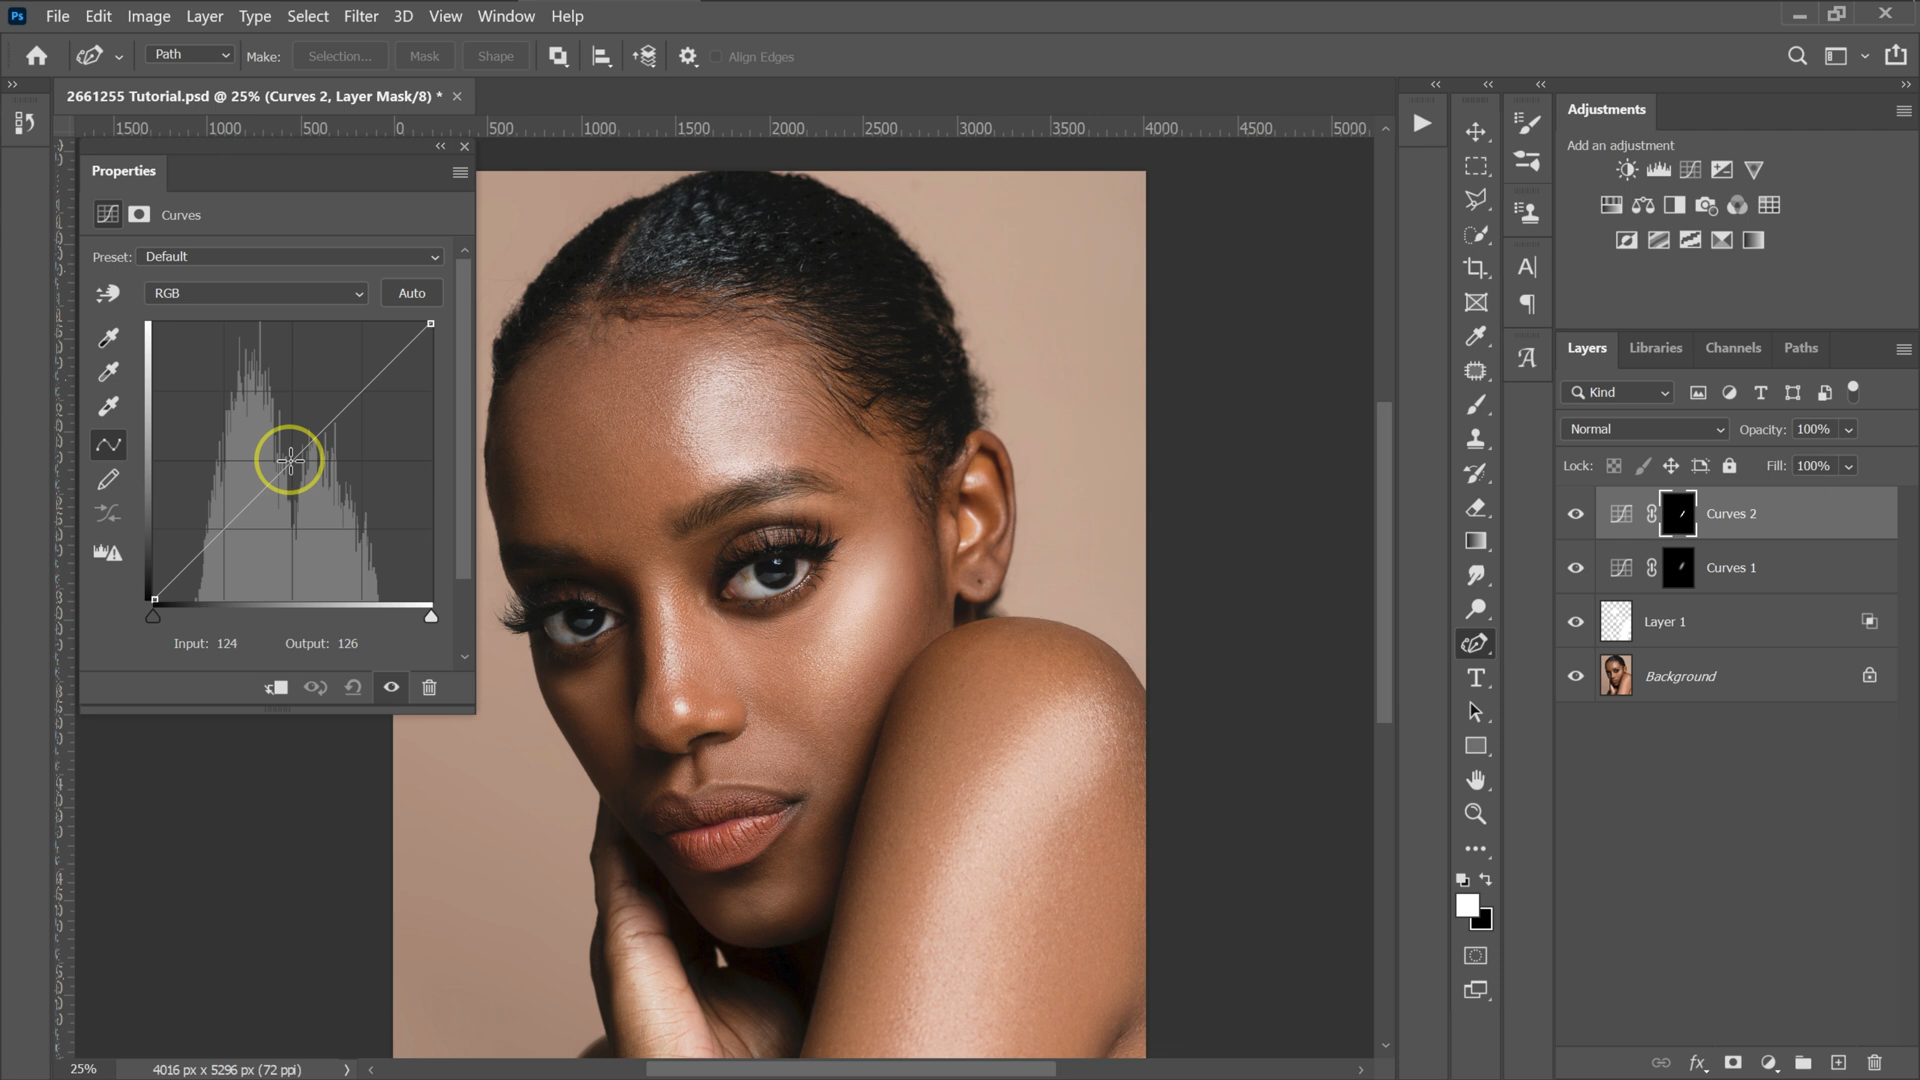 Ps File Edit Image Layer Type Select Filter 3D View Window Help
Path Make: Selection... Mask Shape Align Edges
2661255 Tutorial.psd @ 25% (Curves 2, Layer Mask/8) *
1500 1000 500 0 500 1000 1500 2000 2500 3000 3500 4000 4500 5000
Properties
Curves
Preset: Default
RGB Auto
Input: 124 Output: 126
Adjustments
Add an adjustment
Layers Libraries Channels Paths
Kind
Normal Opacity: 100%
Lock: Fill: 100%
Curves 2
Curves 1
Layer 1
Background
25% 4016 px x 5296 px (72 ppi)